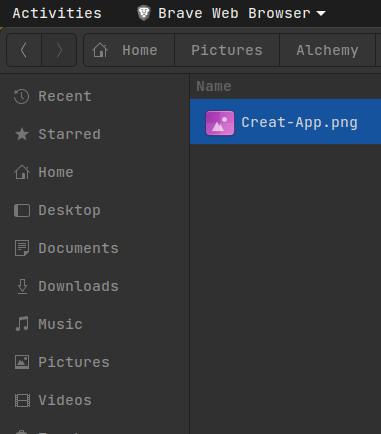 Activities Brave Web Browser
Home Pictures Alchemy
Name
Creat-App.png
Recent
Starred
Home
Desktop
Documents
Downloads
Music
Pictures
Videos